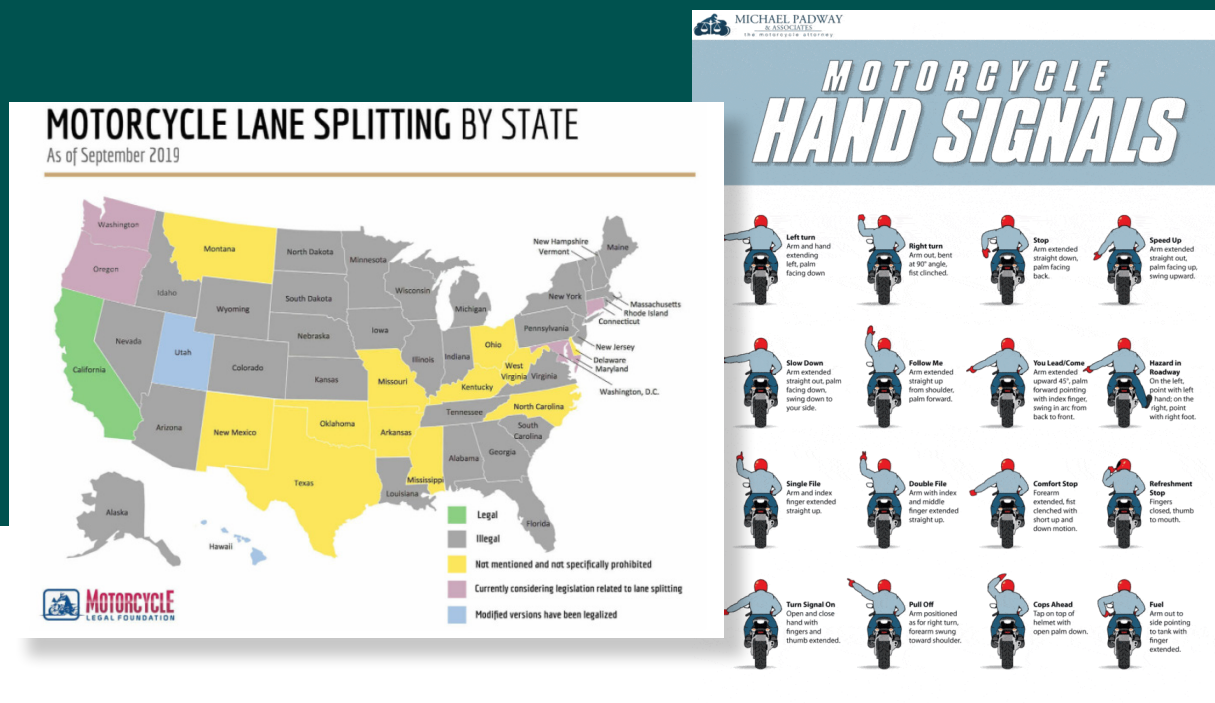 MICHAEL PADWAY
& ASSOCIATES
the motorcycle attorney
MOTORCYCLE
HAND SIGNALS
MOTORCYCLE LANE SPLITTING BY STATE
As of September 2019
Washington
Oregon
California
Nevada
Idaho
Montana
Wyoming
Utah
Arizona
Colorado
New Mexico
North Dakota
South Dakota
Nebraska
Kansas
Oklahoma
Texas
Minnesota
Iowa
Missouri
Arkansas
Louisiana
Wisconsin
Illinois
Michigan
Indiana
Ohio
Kentucky
Tennessee
Mississippi
Alabama
Georgia
Florida
South
Carolina
North Carolina
Virginia
West
Virginia
Pennsylvania
New York
New Hampshire
Vermont
Maine
Massachusetts
Rhode Island
Connecticut
New Jersey
Delaware
Maryland
Washington, D.C.
Alaska
Hawaii
Legal
Illegal
Not mentioned and not specifically prohibited
Currently considering legislation related to lane splitting
Modified versions have been legalized
MOTORCYCLE
LEGAL FOUNDATION
Left turn
Arm and hand
extending
left, palm
facing down
Right turn
Arm out, bent
at 90° angle,
fist clinched.
Stop
Arm extended
straight down,
palm facing
back.
Speed Up
Arm extended
straight out,
palm facing up,
swing upward.
Slow Down
Arm extended
straight out, palm
facing down,
swing down to
your side.
Follow Me
Arm extended
straight up
from shoulder,
palm forward.
You Lead/Come
Arm extended
upward 45°, palm
forward pointing
with index finger,
swing in arc from
back to front.
Hazard in
Roadway
On the left,
point with left
hand; on the
right, point
with right foot.
Single File
Arm and index
finger extended
straight up.
Double File
Arm with index
and middle
finger extended
straight up.
Comfort Stop
Forearm
extended, fist
clenched with
short up and
down motion.
Refreshment
Stop
Fingers
closed, thumb
to mouth.
Turn Signal On
Open and close
hand with
fingers and
thumb extended.
Pull Off
Arm positioned
as for right turn,
forearm swung
toward shoulder.
Cops Ahead
Tap on top of
helmet with
open palm down.
Fuel
Arm out to
side pointing
to tank with
finger
extended.